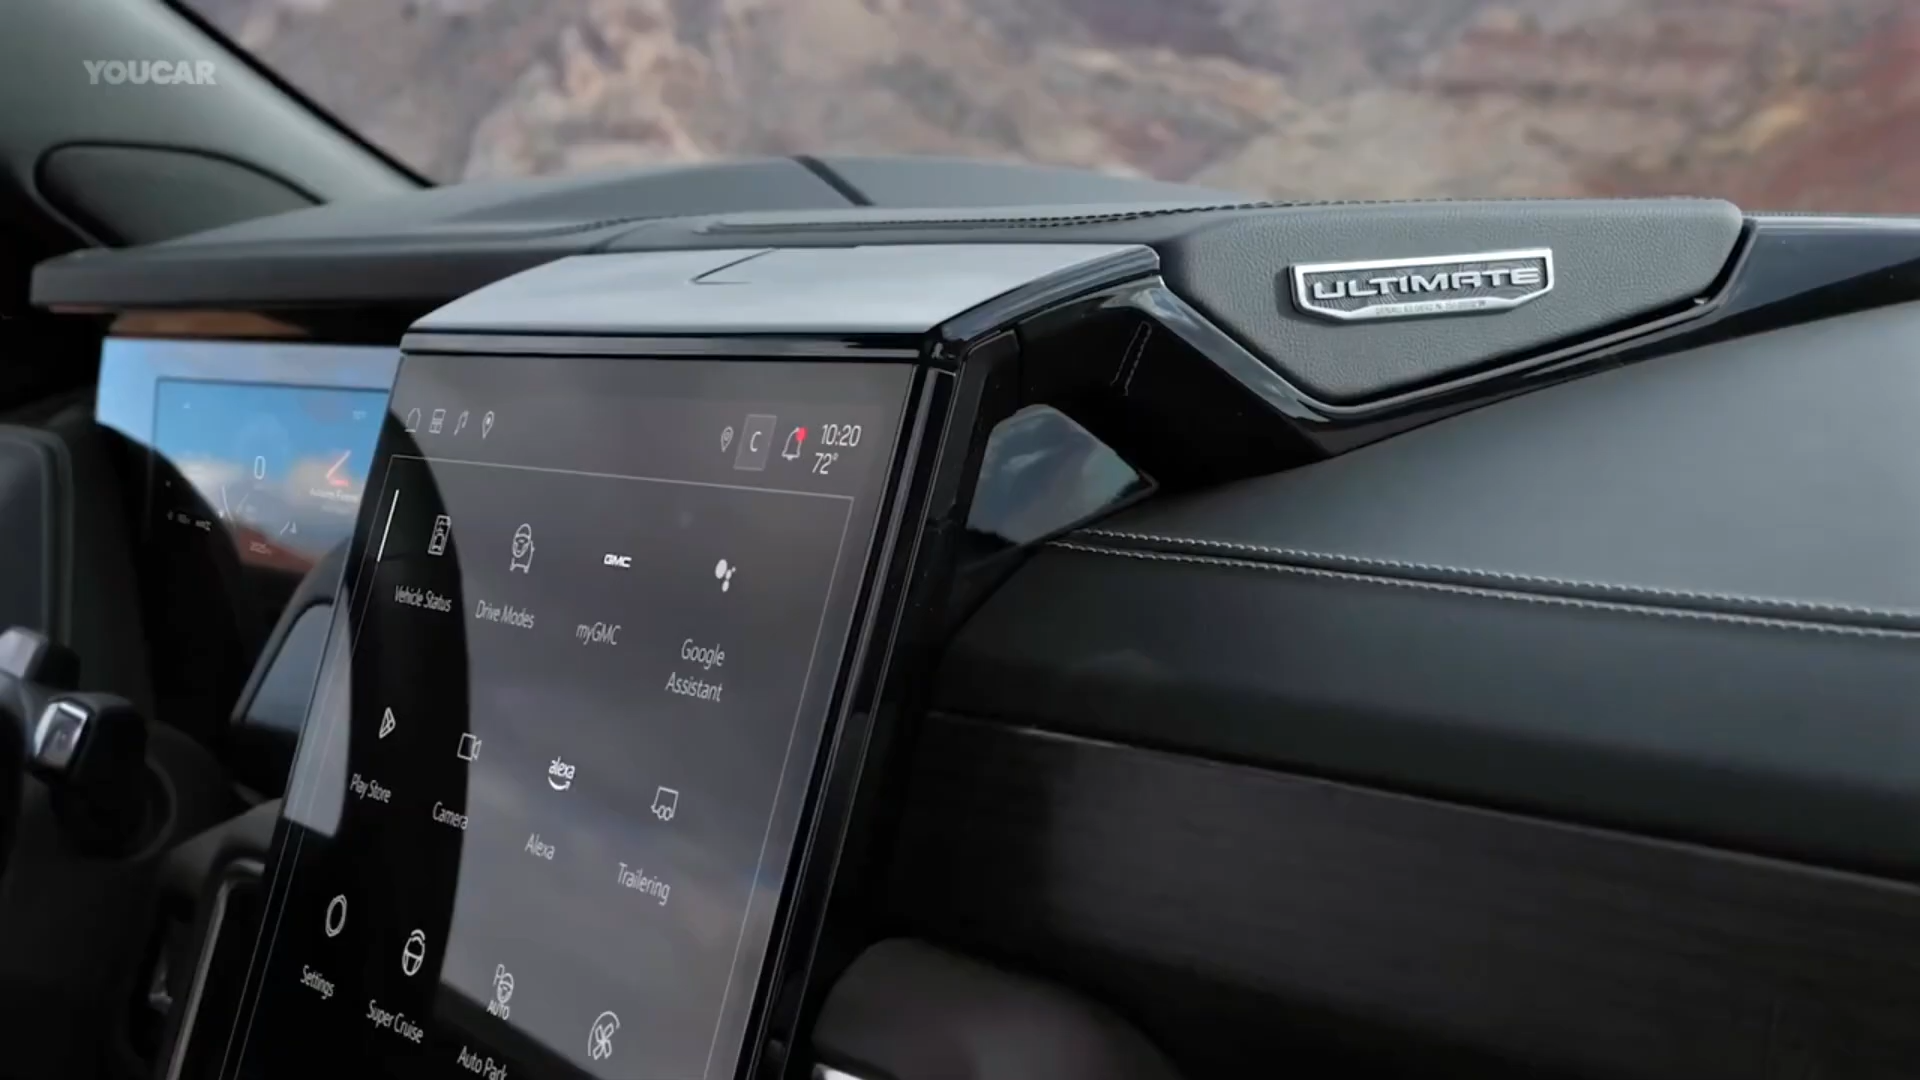 YOUCAR
ULTIMATE
C
10:20
72°
0
GMC
Vehicle Status
Drive Modes
myGMC
Google
Assistant
alexa
Play Store
Camera
Alexa
Trailering
AUTO
Settings
Super Cruise
Auto Park